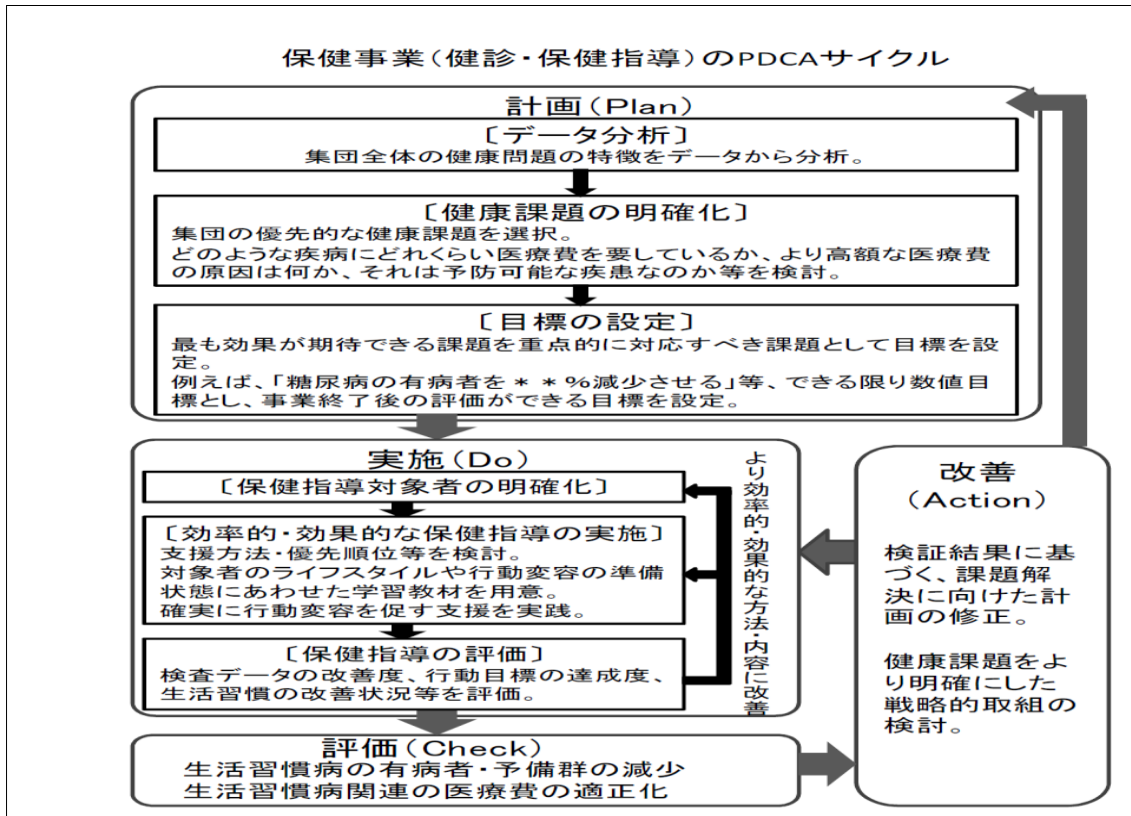 保健事業(健診・保健指導)のPDCAサイクル
計画(Plan)
〔データ分析〕
集団全体の健康問題の特徴をデータから分析。
〔健康課題の明確化〕
集団の優先的な健康課題を選択。
どのような疾病にどれくらい医療費を要しているか、より高額な医療費
の原因は何か、それは予防可能な疾患なのか等を検討。
〔目標の設定〕
最も効果が期待できる課題を重点的に対応すべき課題として目標を設
定。
例えば、「糖尿病の有病者を**%減少させる」等、できる限り数値目
標とし、事業終了後の評価ができる目標を設定。
実施(Do)
〔保健指導対象者の明確化〕
〔効率的・効果的な保健指導の実施〕
支援方法・優先順位等を検討。
対象者のライフスタイルや行動変容の準備
状態にあわせた学習教材を用意。
確実に行動変容を促す支援を実践。
〔保健指導の評価〕
検査データの改善度、行動目標の達成度、
生活習慣の改善状況等を評価。
より効率的・効果的な方法・内容に改善
評価(Check)
生活習慣病の有病者・予備群の減少
生活習慣病関連の医療費の適正化
改善
(Action)
検証結果に基
づく、課題解
決に向けた計
画の修正。
健康課題をよ
り明確にした
戦略的取組の
検討。